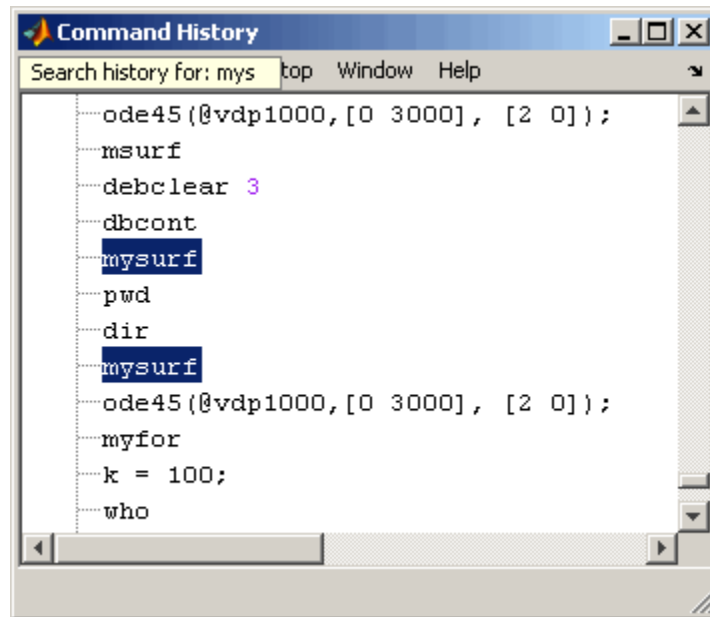 Command History
Search history for: mys top Window Help
ode45(@vdp1000,[0 3000], [2 0]);
msurf
debclear 3
dbcont
mysurf
pwd
dir
mysurf
ode45(@vdp1000,[0 3000], [2 0]);
myfor
k = 100;
who